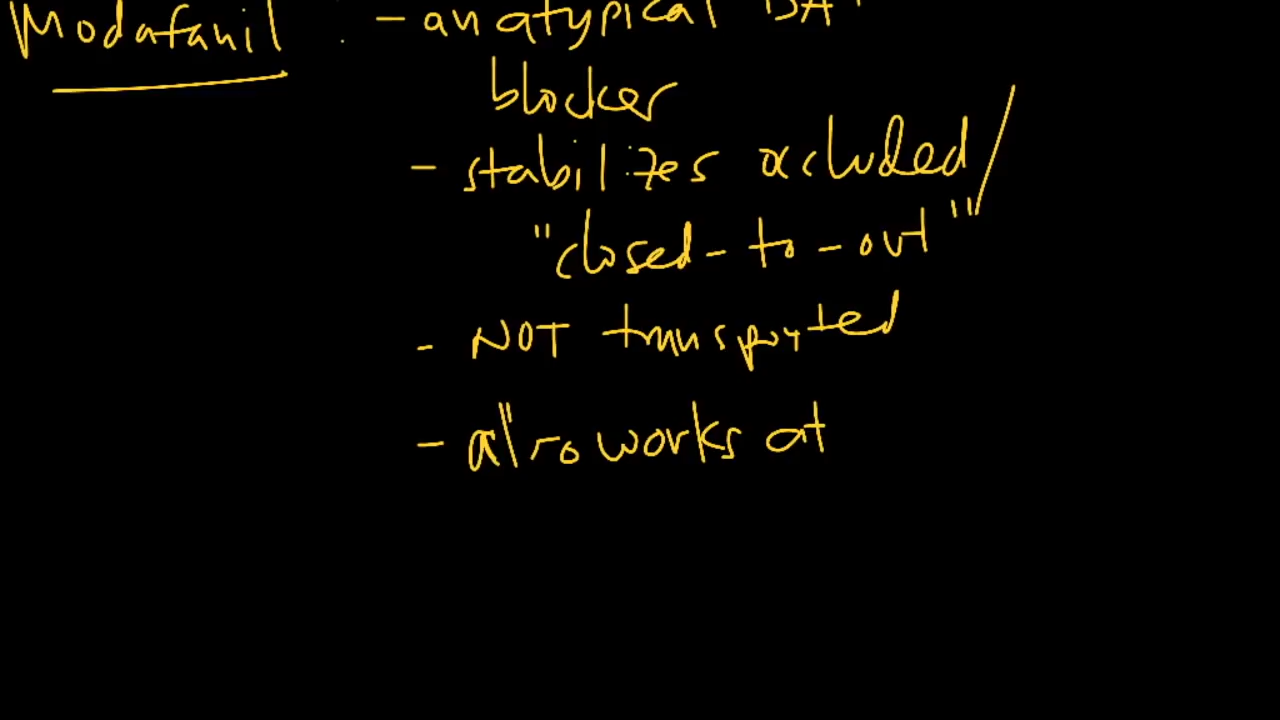 Modafanil - an atypical DAT
blocker
- stabilizes occluded/
"closed-to-out"
- NOT transported
- also works at